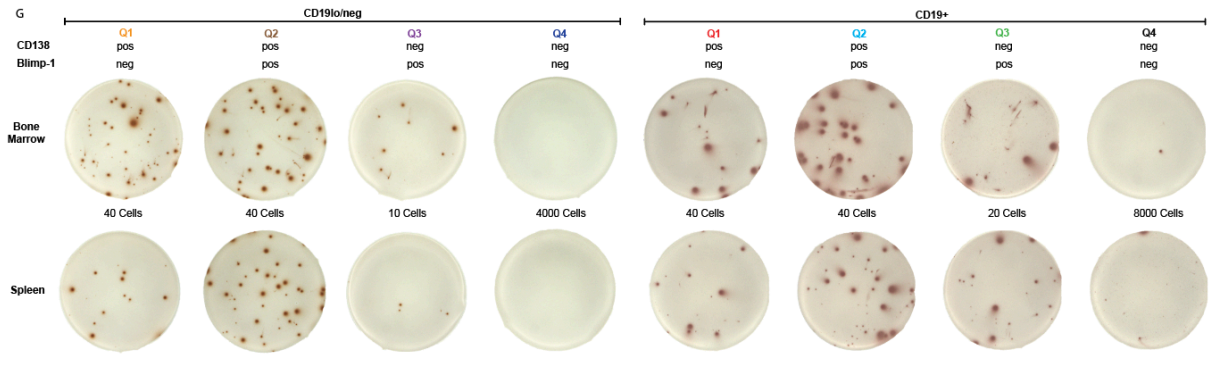 G
CD19lo/neg CD19+
Q1 Q2 Q3 Q4 Q1 Q2 Q3 Q4
CD138 pos pos neg neg pos pos neg neg
Blimp-1 neg pos pos neg neg pos pos neg
Bone
Marrow
40 Cells 40 Cells 10 Cells 4000 Cells 40 Cells 40 Cells 20 Cells 8000 Cells
Spleen